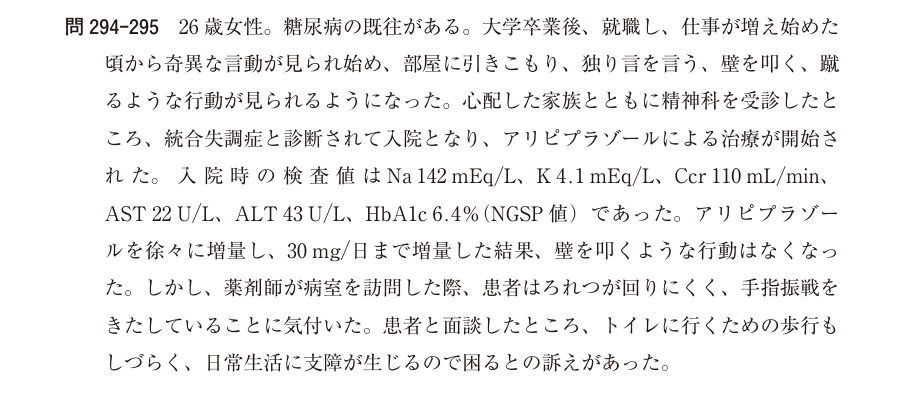 問 294-295 26 歳女性。糖尿病の既往がある。大学卒業後、就職し、仕事が増え始めた
頃から奇異な言動が見られ始め、部屋に引きこもり、独り言を言う、壁を叩く、蹴
るような行動が見られるようになった。心配した家族とともに精神科を受診したと
ころ、統合失調症と診断されて入院となり、アリピプラゾールによる治療が開始さ
れた。入院時の検査値は Na 142 mEq/L、K 4.1 mEq/L、Ccr 110 mL/min、
AST 22 U/L、ALT 43 U/L、HbA1c 6.4%(NGSP 値)であった。アリピプラゾー
ルを徐々に増量し、30 mg/日まで増量した結果、壁を叩くような行動はなくなっ
た。しかし、薬剤師が病室を訪問した際、患者はろれつが回りにくく、手指振戦を
きたしていることに気付いた。患者と面談したところ、トイレに行くための歩行も
しづらく、日常生活に支障が生じるので困るとの訴えがあった。